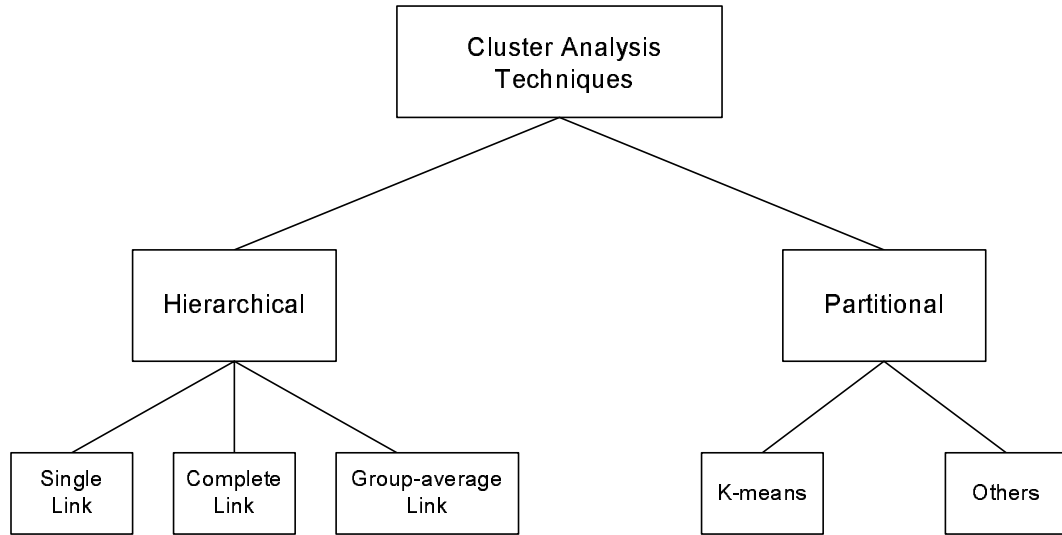 Cluster Analysis
Techniques
Hierarchical
Partitional
Single
Link
Complete
Link
Group-average
Link
K-means
Others